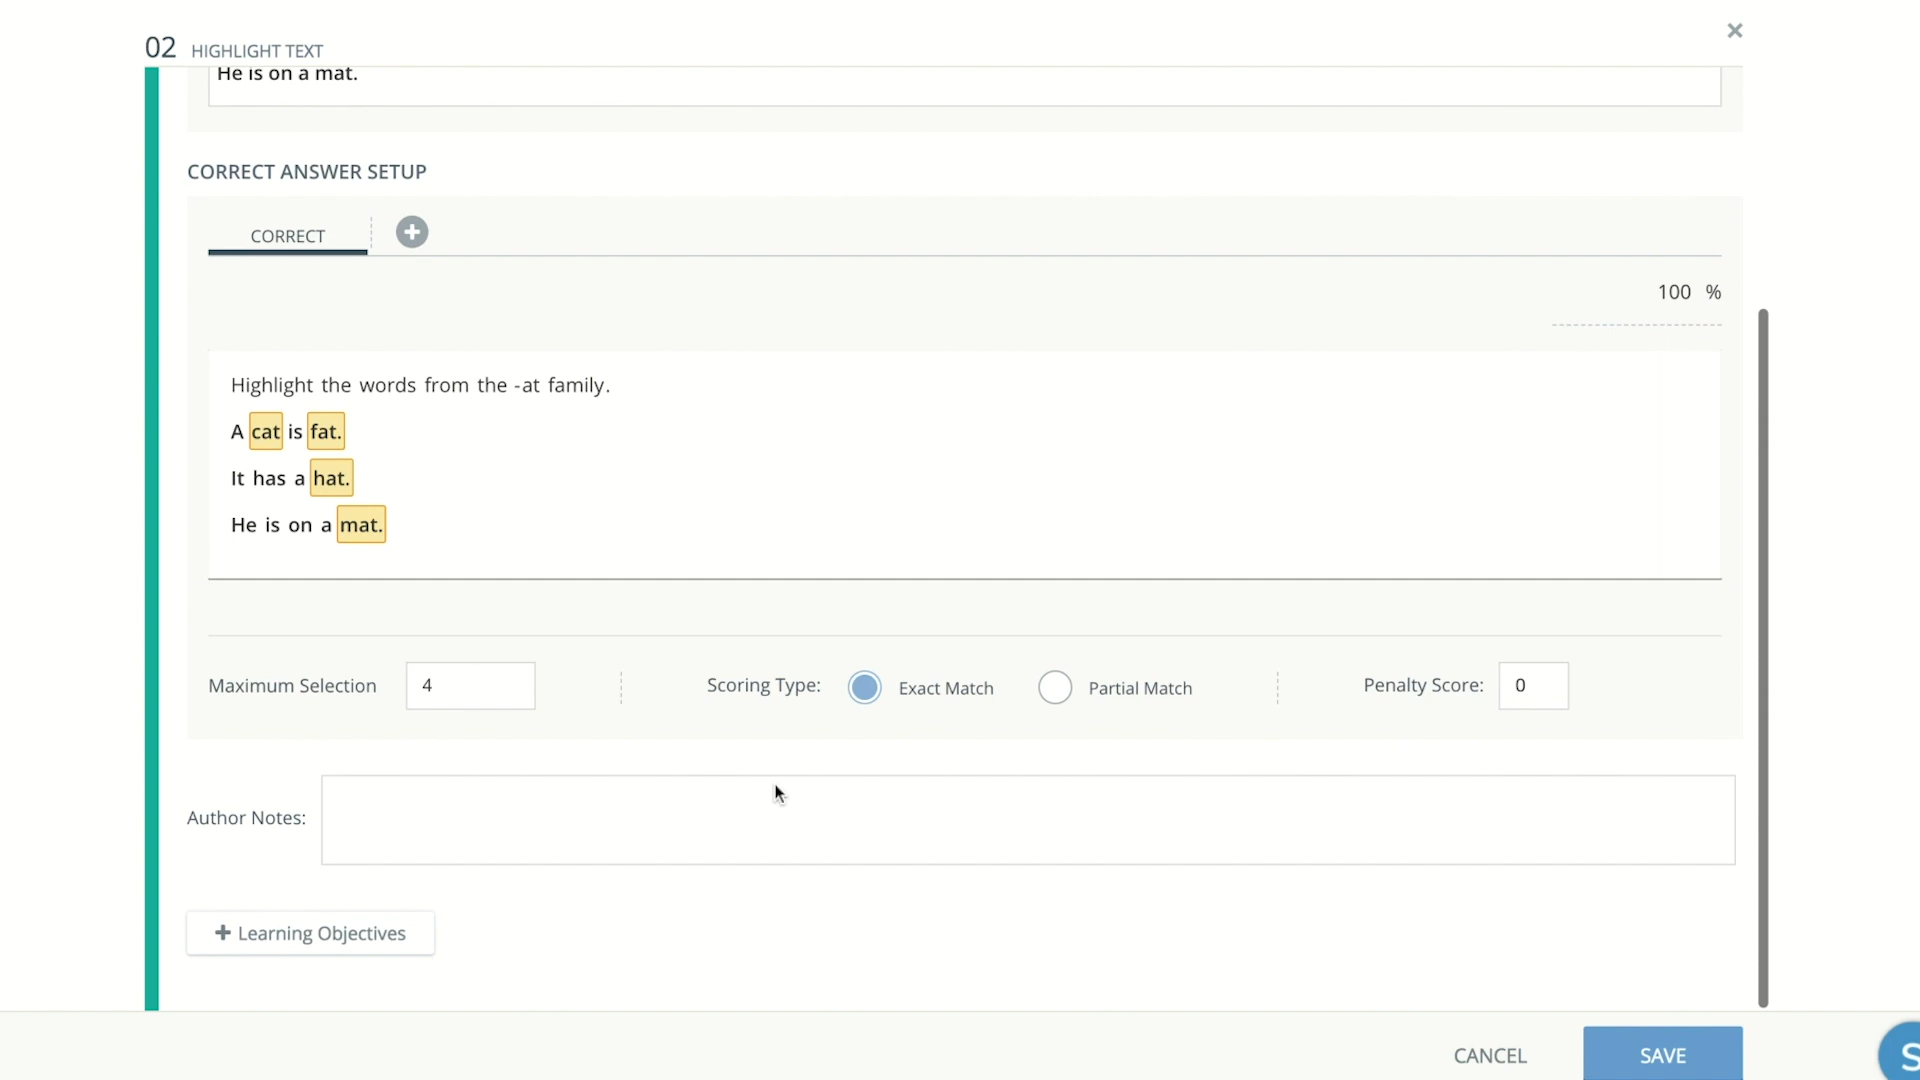 02 HIGHLIGHT TEXT
He is on a mat.
CORRECT ANSWER SETUP
CORRECT
100 %
Highlight the words from the -at family.
A cat is fat.
It has a hat.
He is on a mat.
Maximum Selection 4 Scoring Type: Exact Match Partial Match Penalty Score: 0
Author Notes:
Learning Objectives
CANCEL SAVE
S